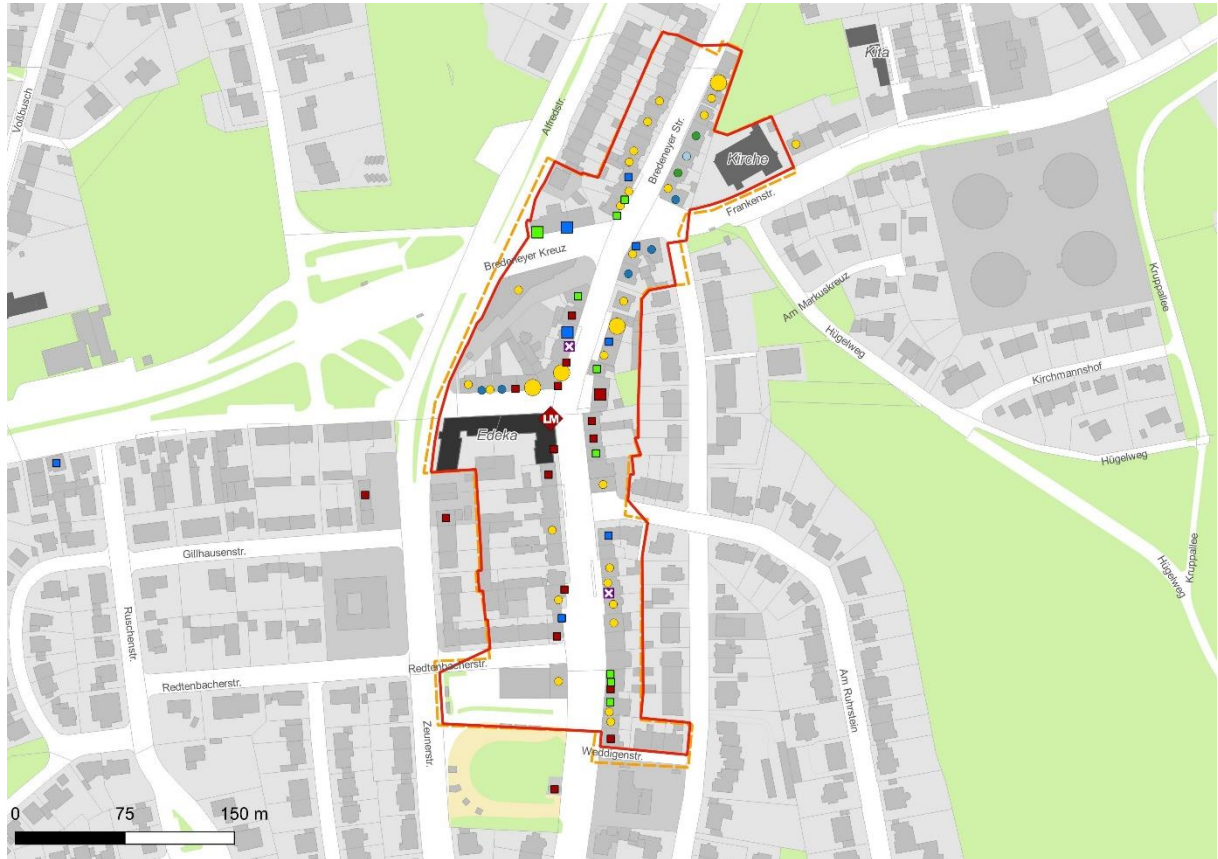 Kita
Voßbusch
Alfredstr.
Bredeneyer Str.
Kirche
Frankenstr.
Bredeneyer Kreuz
Am Markuskreuz
Kruppallee
Hügelweg
Kirchmannshof
LM
Edeka
Hügelweg
Gillhausenstr.
Hügelweg
Kruppallee
Ruschenstr.
Redtenbacherstr.
Redtenbacherstr.
Am Ruhrstein
Zeunerstr.
Weddigenstr.
0 75 150 m